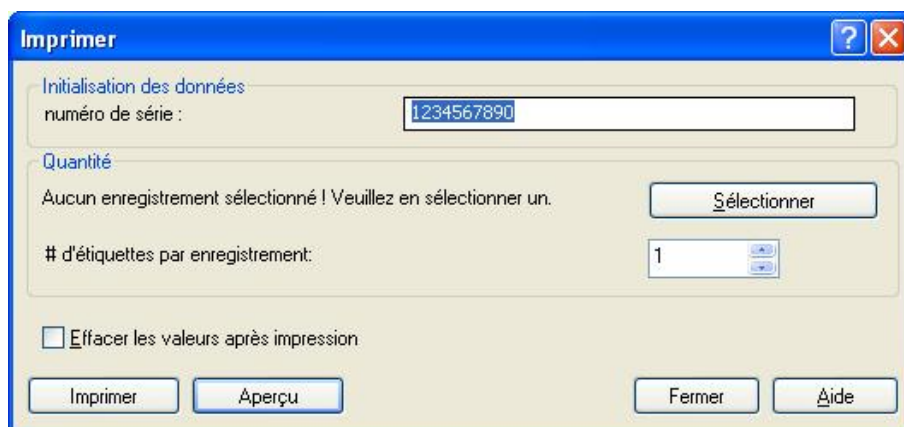 Imprimer
Initialisation des données
numéro de série : 1234567890
Quantité
Aucun enregistrement sélectionné ! Veuillez en sélectionner un. Sélectionner
# d'étiquettes par enregistrement: 1
Effacer les valeurs après impression
Imprimer Aperçu Fermer Aide